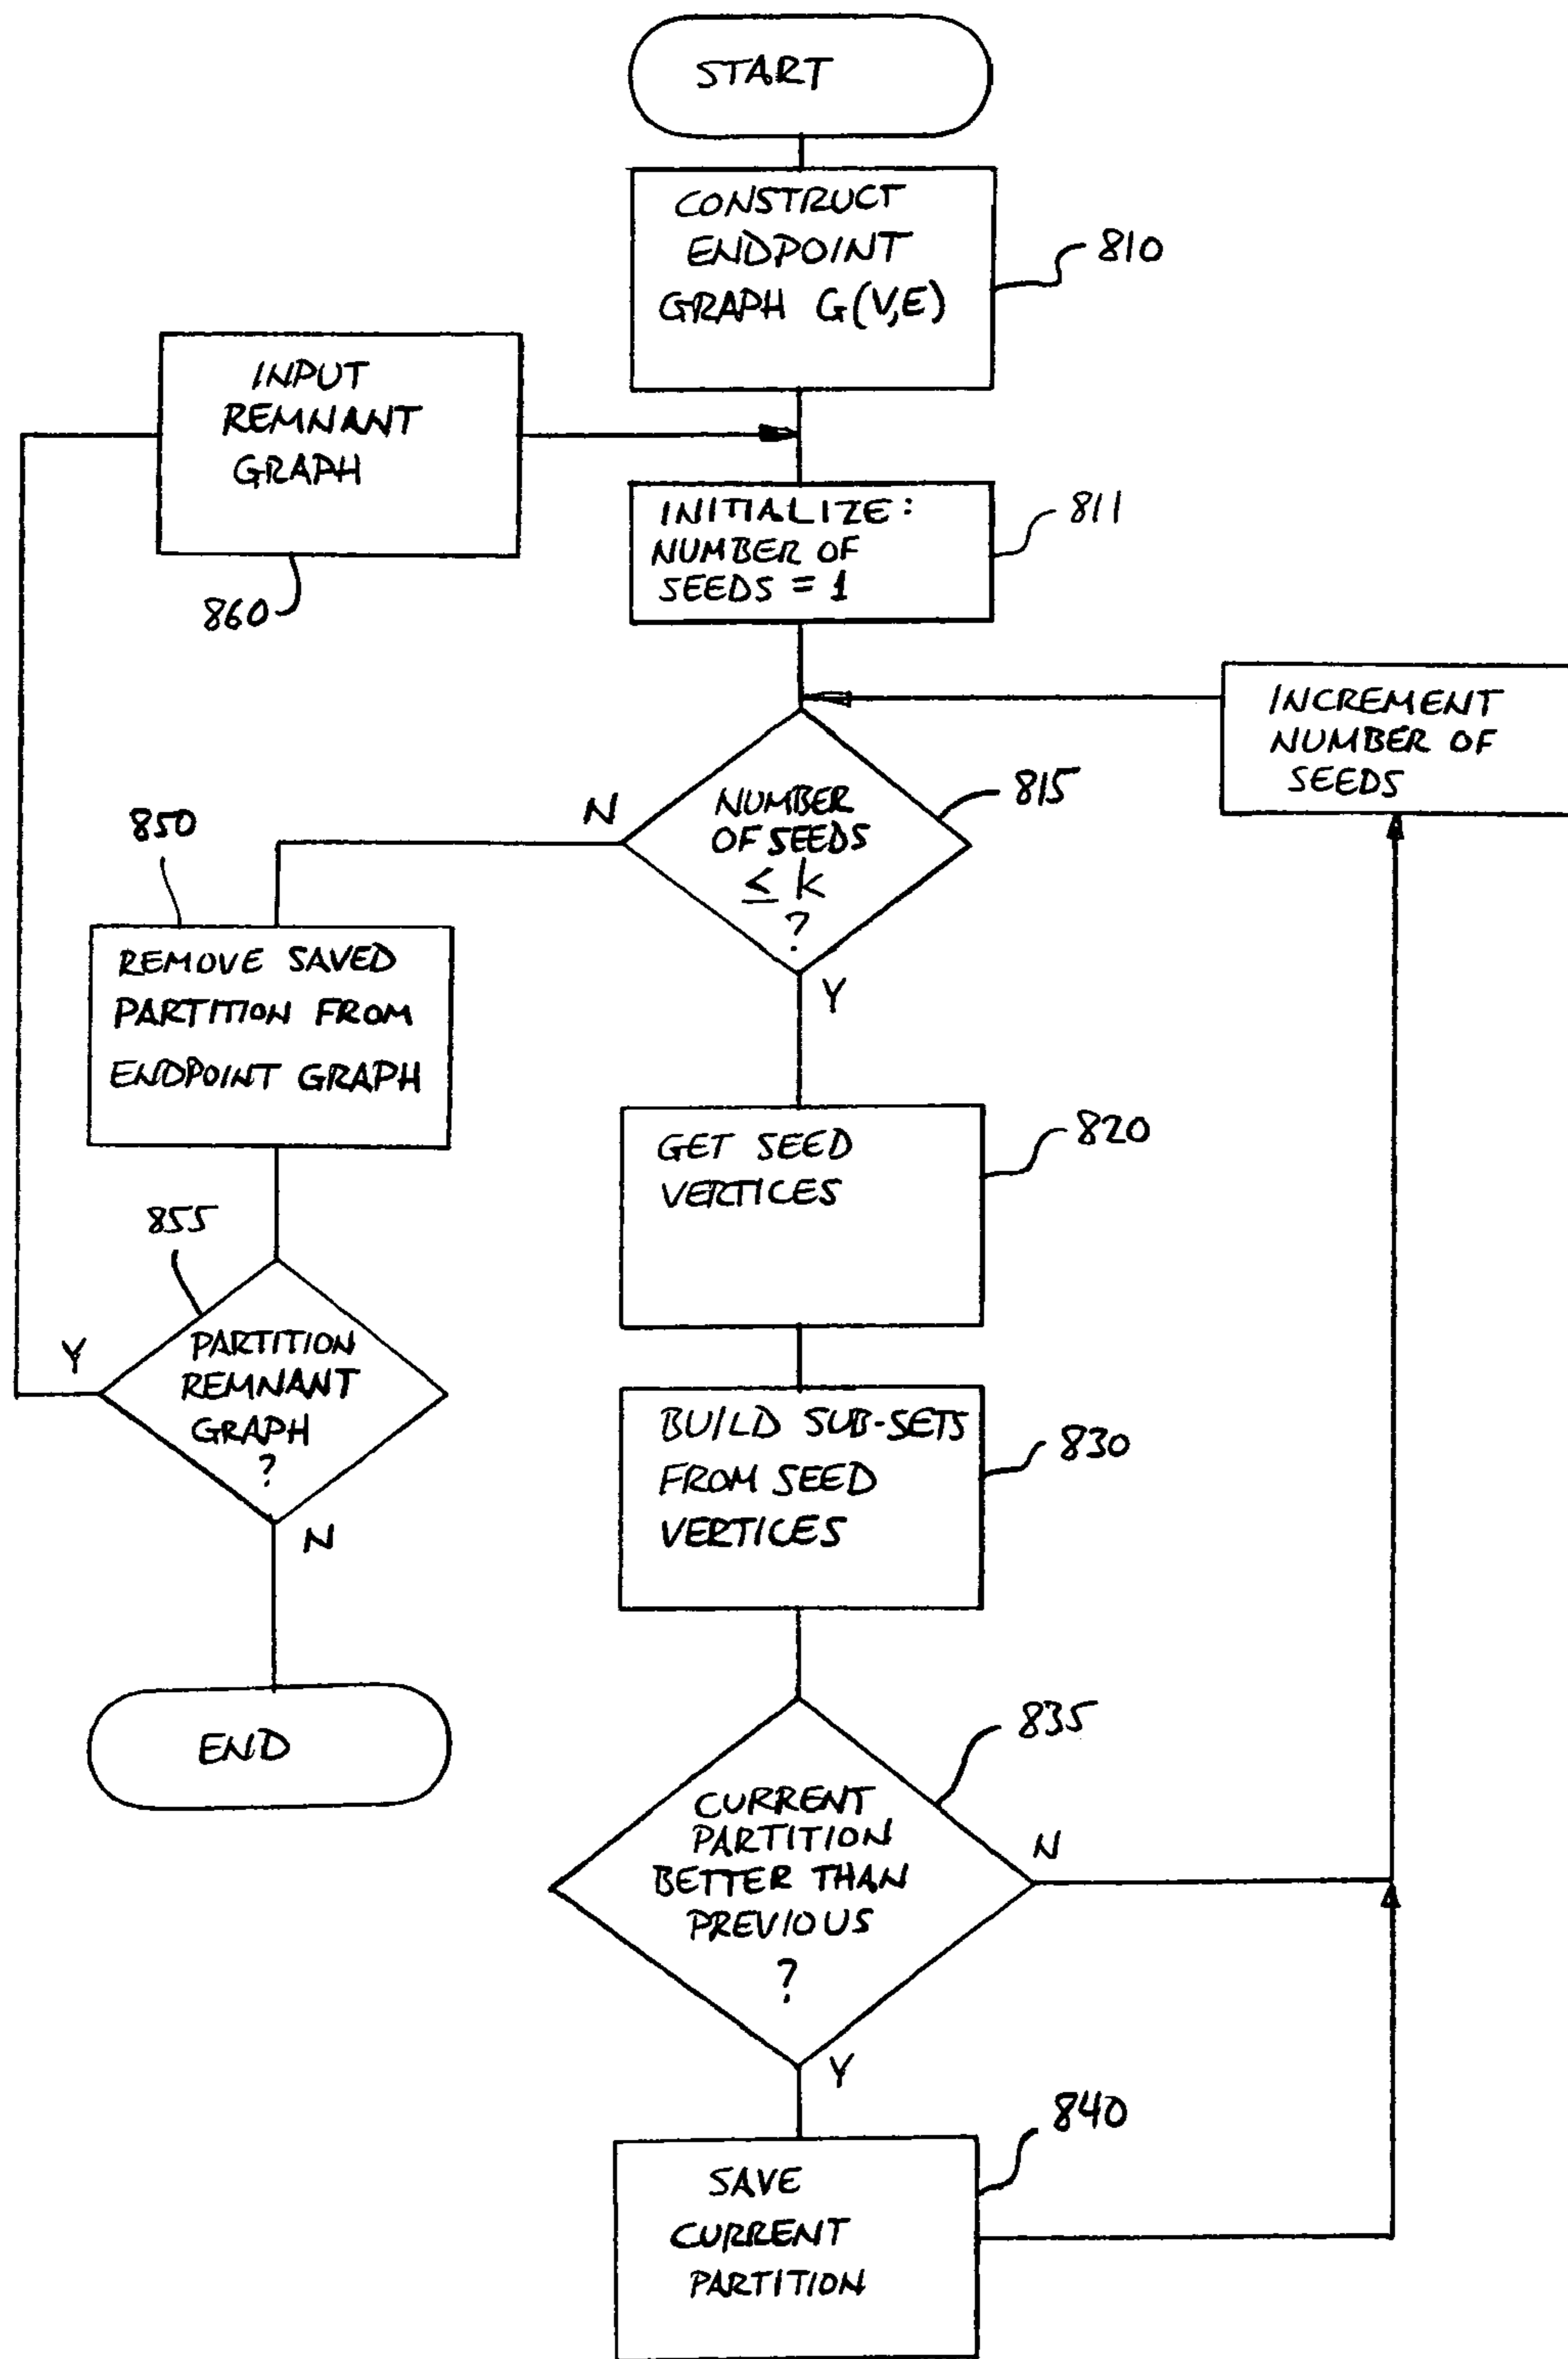 START
CONSTRUCT
ENDPOINT
GRAPH G(V,E)
810
INPUT
REMNANT
GRAPH
860
INITIALIZE:
NUMBER OF
SEEDS = 1
811
INCREMENT
NUMBER OF
SEEDS
NUMBER
OF SEEDS
≤ k
?
815
N
Y
850
REMOVE SAVED
PARTITION FROM
ENDPOINT GRAPH
GET SEED
VERTICES
820
855
PARTITION
REMNANT
GRAPH
?
Y
N
BUILD SUB-SETS
FROM SEED
VERTICES
830
END
CURRENT
PARTITION
BETTER THAN
PREVIOUS
?
835
N
Y
SAVE
CURRENT
PARTITION
840